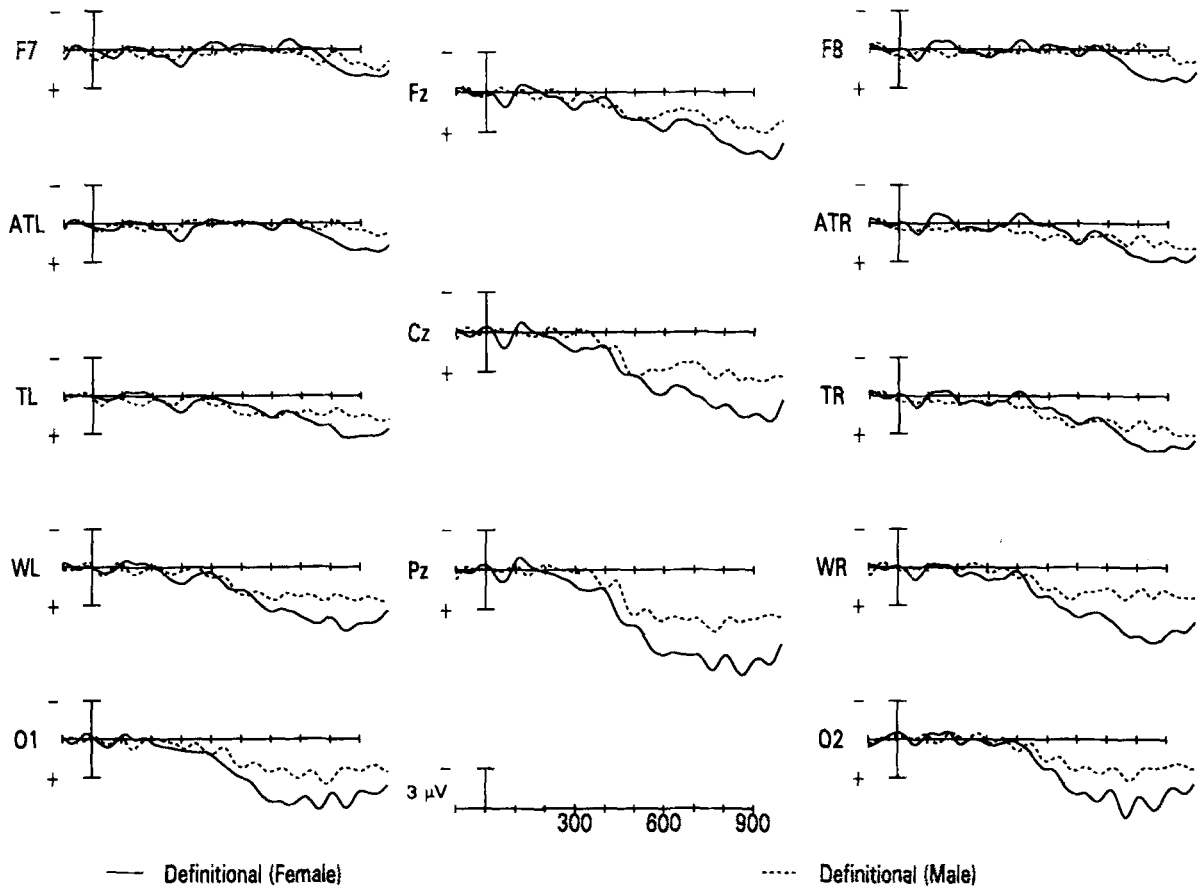 -
F7
+
-
Fz
+
-
F8
+
-
ATL
+
-
ATR
+
-
Cz
+
-
TL
+
-
TR
+
-
WL
+
-
Pz
+
-
WR
+
-
O1
+
-
3 μV
300 600 900
-
O2
+
Definitional (Female)
Definitional (Male)